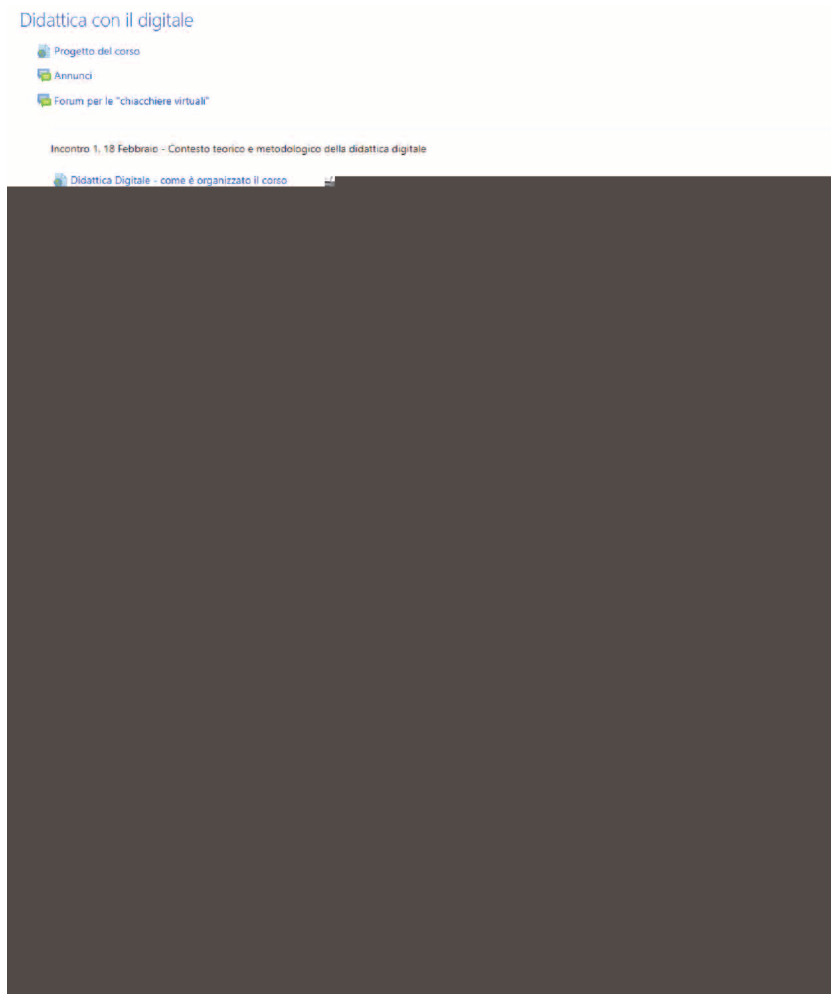 Didattica con il digitale
Progetto del corso
Annunci
Forum per le "chiacchiere virtuali"
Incontro 1. 18 Febbraio - Contesto teorico e metodologico della didattica digitale
Didattica Digitale - come è organizzato il corso